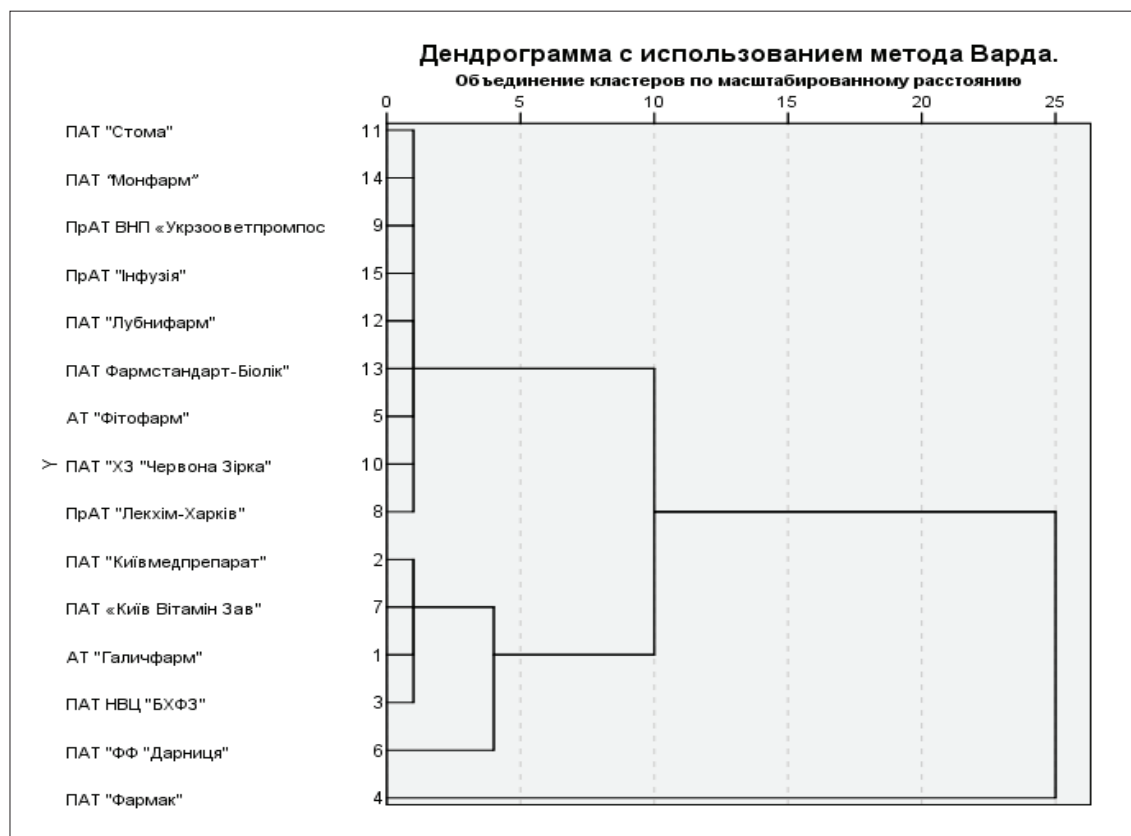 Дендрограмма с использованием метода Варда.
Объединение кластеров по масштабированному расстоянию
0 5 10 15 20 25
ПАТ "Стома" 11
ПАТ "Монфарм" 14
ПрАТ ВНП «Укрзооветпромпос 9
ПрАТ "Інфузія" 15
ПАТ "Лубнифарм" 12
ПАТ Фармстандарт-Біолік" 13
АТ "Фітофарм" 5
Y ПАТ "ХЗ "Червона Зірка" 10
ПрАТ "Лекхім-Харків" 8
ПАТ "Київмедпрепарат" 2
ПАТ «Київ Вітамін Зав" 7
АТ "Галичфарм" 1
ПАТ НВЦ "БХФЗ" 3
ПАТ "ФФ "Дарниця" 6
ПАТ "Фармак" 4